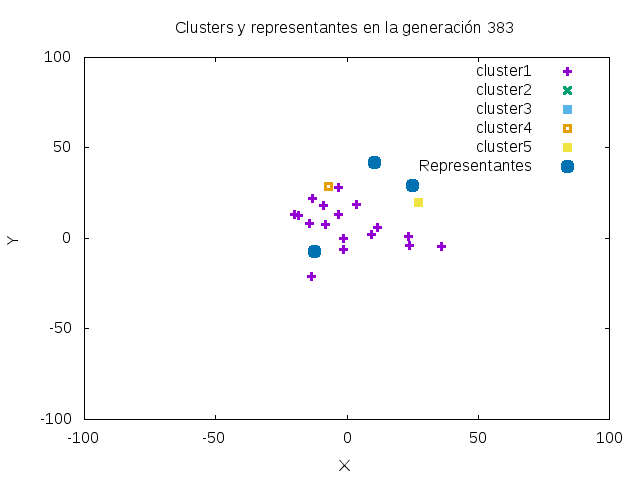 Clusters y representantes en la generación 383
100
50
0
-50
-100
-100
-50
0
50
100
Y
X
cluster1
cluster2
cluster3
cluster4
cluster5
Representantes